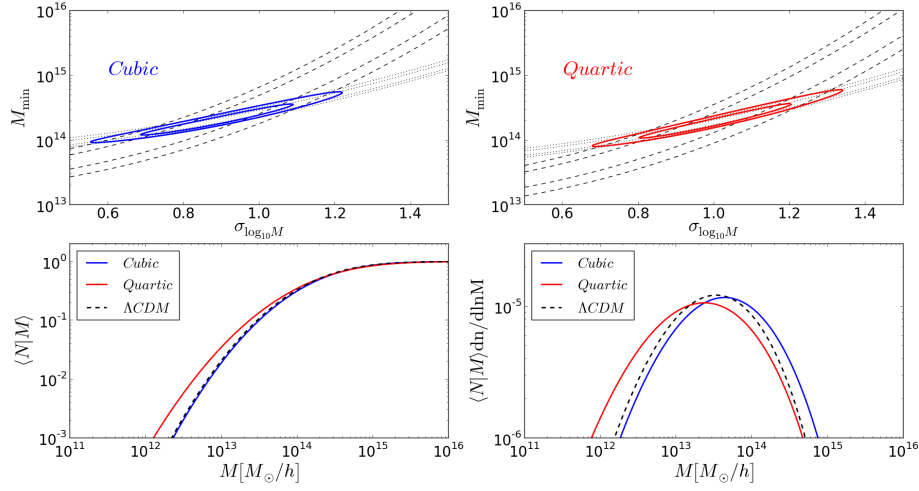 10^16
10^15
10^14
10^13
M_min
Cubic
0.6 0.8 1.0 1.2 1.4
σ_log10M
10^16
10^15
10^14
10^13
M_min
Quartic
0.6 0.8 1.0 1.2 1.4
σ_log10M
10^0
10^-1
10^-2
10^-3
⟨N|M⟩
Cubic
Quartic
ΛCDM
10^11 10^12 10^13 10^14 10^15 10^16
M[M_⊙/h]
10^-5
10^-6
⟨N|M⟩dn/dlnM
Cubic
Quartic
ΛCDM
10^11 10^12 10^13 10^14 10^15 10^16
M[M_⊙/h]